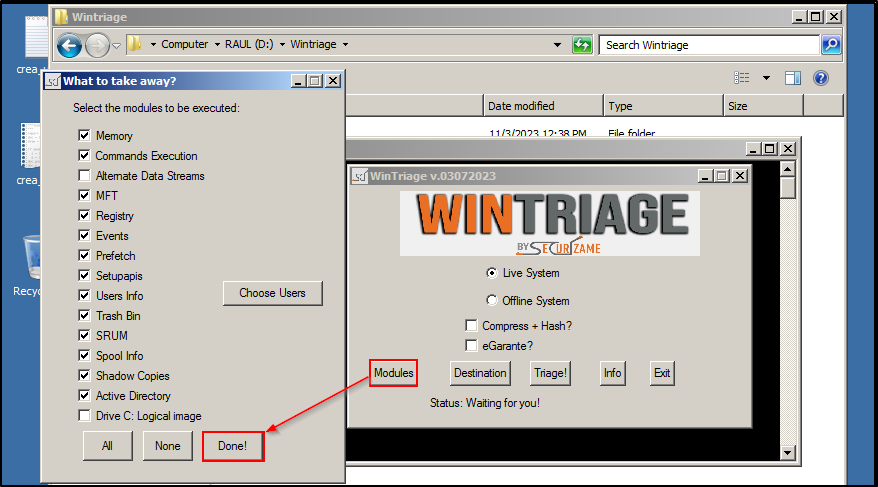 Wintriage
Computer
RAUL (D:)
Wintriage
Search Wintriage
crea_
What to take away?
Date modified
Type
Size
Select the modules to be executed:
11/3/2023 12:38 PM
File folder
Memory
Commands Execution
Alternate Data Streams
MFT
Registry
Events
Prefetch
Setupapis
Users Info
Choose Users
Trash Bin
SRUM
Spool Info
Shadow Copies
Active Directory
Drive C: Logical image
All
None
Done!
crea_
Recyc
WinTriage v.03072023
WINTRIAGE
BY SECURIZAME
Live System
Offline System
Compress + Hash?
eGarante?
Modules
Destination
Triage!
Info
Exit
Status: Waiting for you!